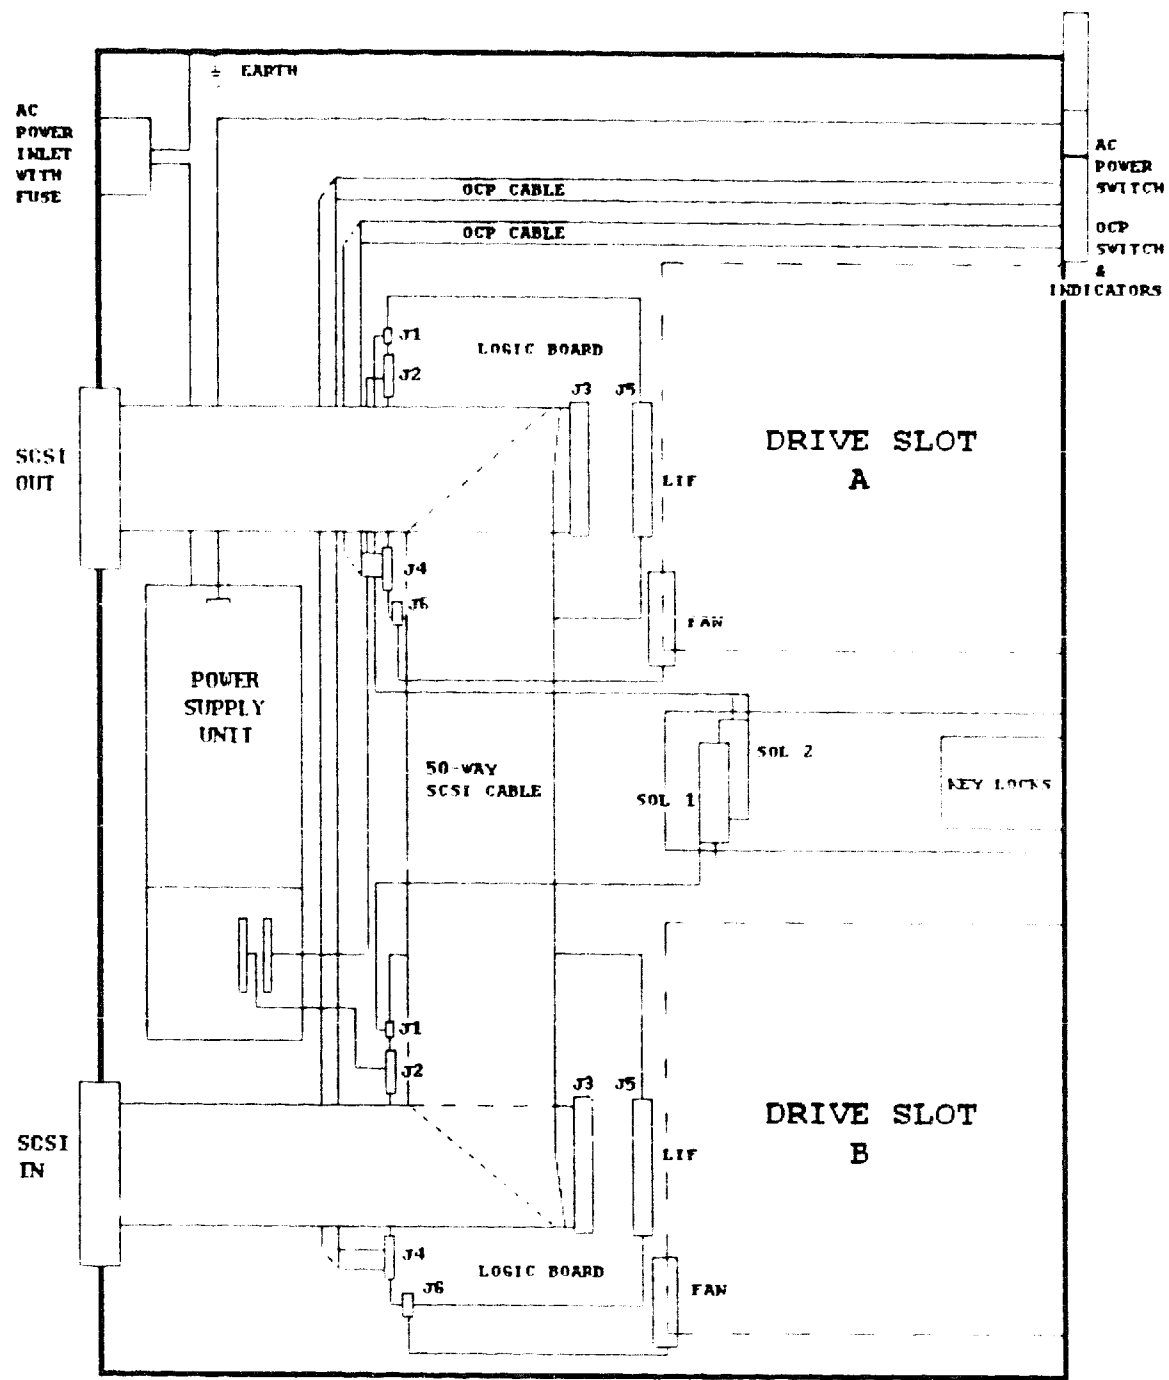 EARTH
AC
POWER
INLET
WITH
FUSE
AC
POWER
SWITCH
OCP CABLE
OCP CABLE
OCP
SWITCH
&
INDICATORS
J1
LOGIC BOARD
J2
J3
J5
DRIVE SLOT
A
SCSI
OUT
LIF
J4
J6
FAN
POWER
SUPPLY
UNIT
50-WAY
SCSI CABLE
SOL 2
SOL 1
KEY LOCKS
J1
J2
J3
J5
DRIVE SLOT
B
SCSI
IN
LIF
J4
LOGIC BOARD
J6
FAN